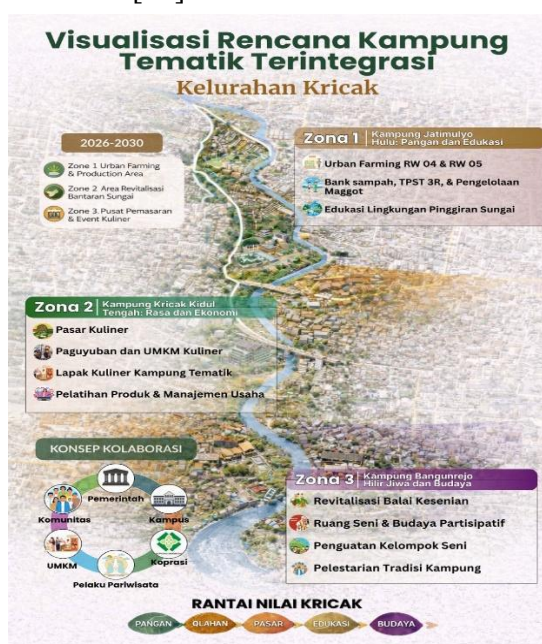 Visualisasi Rencana Kampung
Tematik Terintegrasi
Kelurahan Kricak
2026-2030
Zone 1 Urban Farming
& Production Area
Zone 2 Area Revitalisasi
Bantaran Sungai
Zone 3 Pusat Pemasaran
& Event Kuliner
Zona 1
Kampung Jatimulyo
Hulu: Pangan dan Edukasi
Urban Farming RW 04 & RW 05
Bank sampah, TPST 3R, & Pengelolaan
Maggot
Edukasi Lingkungan Pinggiran Sungai
Zona 2
Kampung Kricak Kidul
Tengah: Rasa dan Ekonomi
Pasar Kuliner
Paguyuban dan UMKM Kuliner
Lapak Kuliner Kampung Tematik
Pelatihan Produk & Manajemen Usaha
KONSEP KOLABORASI
Pemerintah
Komunitas
Kampus
UMKM
Koprasi
Pelaku Pariwisata
Zona 3
Kampung Bangunrejo
Hilir Jiwa dan Budaya
Revitalisasi Balai Kesenian
Ruang Seni & Budaya Partisipatif
Penguatan Kelompok Seni
Pelestarian Tradisi Kampung
RANTAI NILAI KRICAK
PANGAN
OLAHAN
PASAR
EDUKASI
BUDAYA